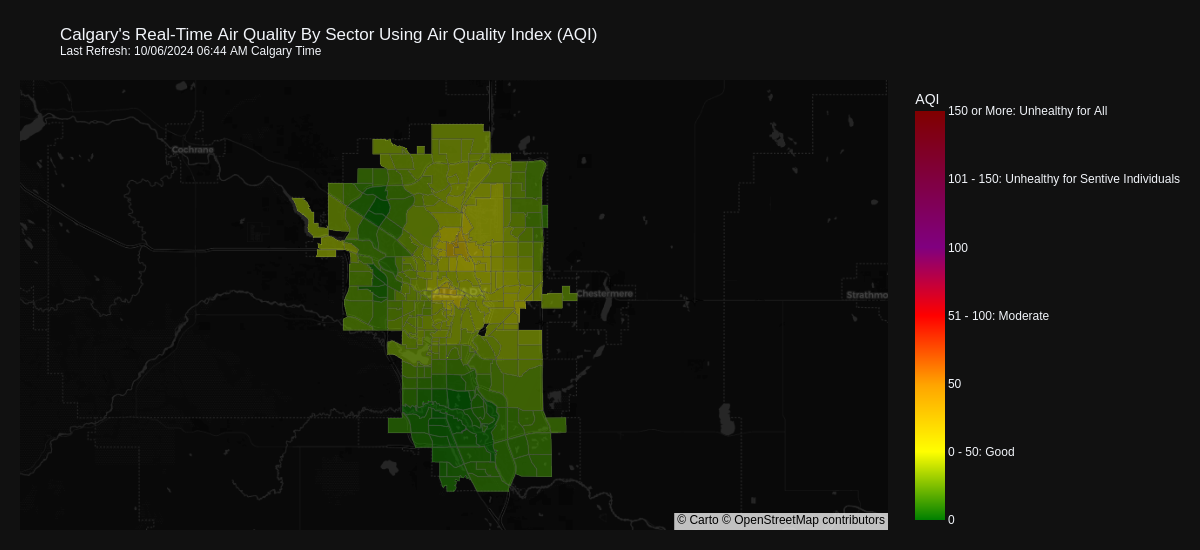 Calgary's Real-Time Air Quality By Sector Using Air Quality Index (AQI)
Last Refresh: 10/06/2024 06:44 AM Calgary Time
AQI
150 or More: Unhealthy for All
Cochrane
101 - 150: Unhealthy for Sentive Individuals
100
CALGARY
Chestermere
Strathmo
51 - 100: Moderate
50
0 - 50: Good
0
© Carto © OpenStreetMap contributors